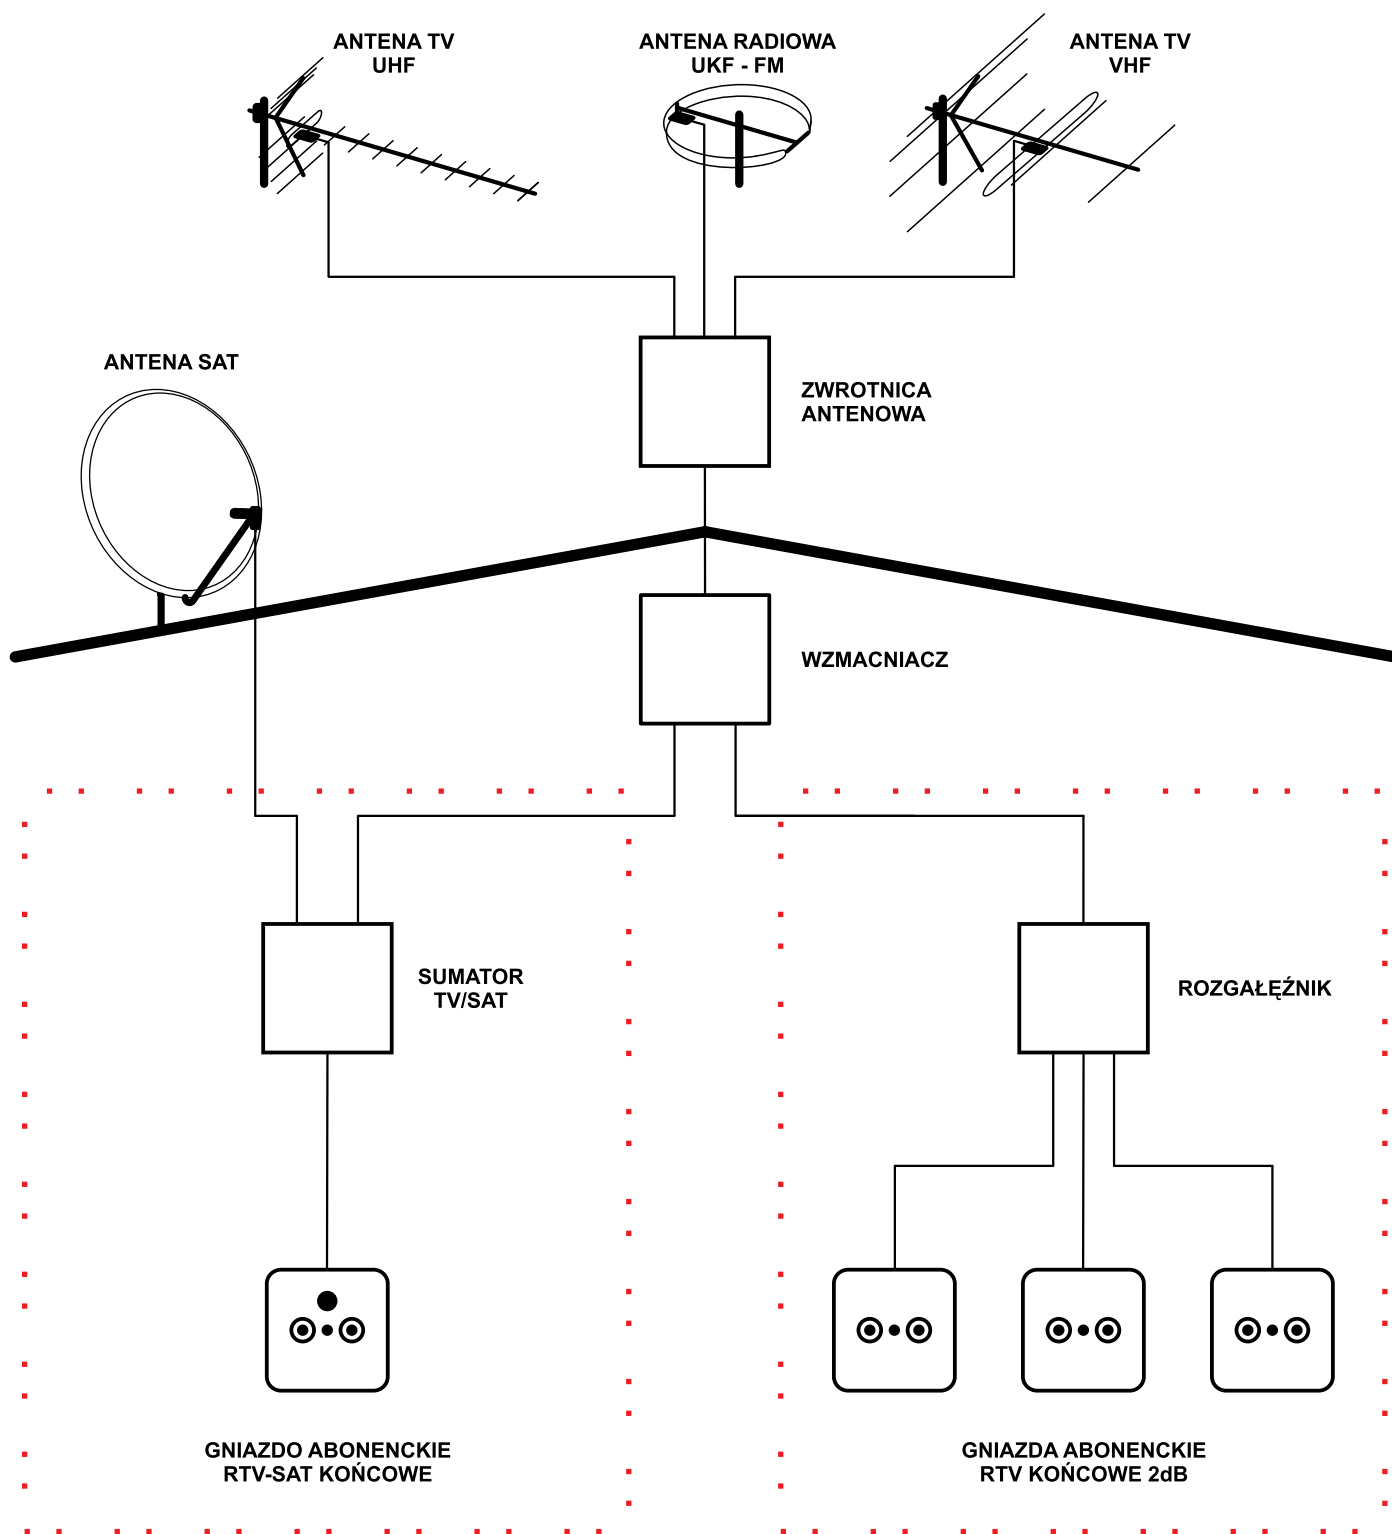 ANTENA TV
UHF
ANTENA RADIOWA
UKF - FM
ANTENA TV
VHF
ANTENA SAT
ZWROTNICA
ANTENOWA
WZMACNIACZ
SUMATOR
TV/SAT
ROZGAŁĘŹNIK
GNIAZDO ABONENCKIE
RTV-SAT KOŃCOWE
GNIAZDA ABONENCKIE
RTV KOŃCOWE 2dB